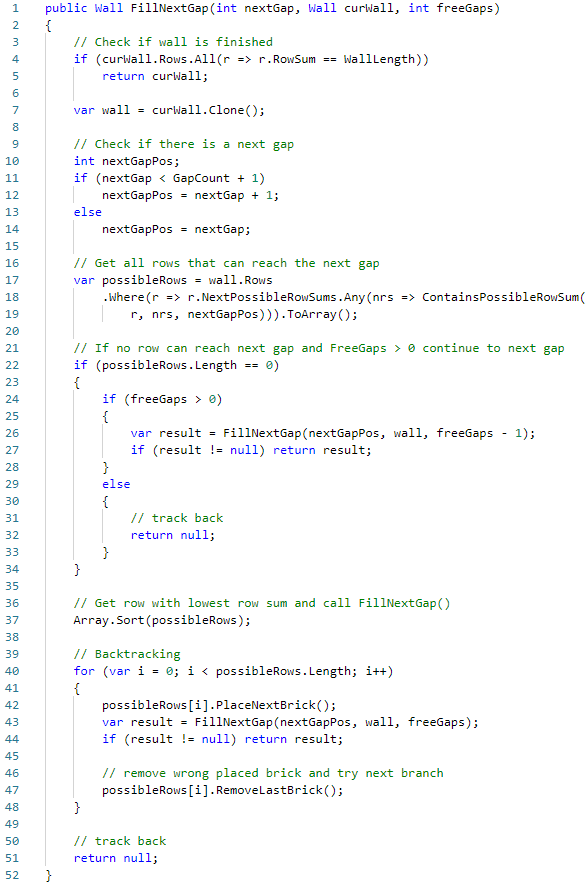 1 public Wall FillNextGap(int nextGap, Wall curWall, int freeGaps)
2 {
3     // Check if wall is finished
4     if (curWall.Rows.All(r => r.RowSum == WallLength))
5         return curWall;
6
7     var wall = curWall.Clone();
8
9     // Check if there is a next gap
10     int nextGapPos;
11     if (nextGap < GapCount + 1)
12         nextGapPos = nextGap + 1;
13     else
14         nextGapPos = nextGap;
15
16     // Get all rows that can reach the next gap
17     var possibleRows = wall.Rows
18         .Where(r => r.NextPossibleRowSums.Any(nrs => ContainsPossibleRowSum(
19             r, nrs, nextGapPos))).ToArray();
20
21     // If no row can reach next gap and FreeGaps > 0 continue to next gap
22     if (possibleRows.Length == 0)
23     {
24         if (freeGaps > 0)
25         {
26             var result = FillNextGap(nextGapPos, wall, freeGaps - 1);
27             if (result != null) return result;
28         }
29         else
30         {
31             // track back
32             return null;
33         }
34     }
35
36     // Get row with lowest row sum and call FillNextGap()
37     Array.Sort(possibleRows);
38
39     // Backtracking
40     for (var i = 0; i < possibleRows.Length; i++)
41     {
42         possibleRows[i].PlaceNextBrick();
43         var result = FillNextGap(nextGapPos, wall, freeGaps);
44         if (result != null) return result;
45
46         // remove wrong placed brick and try next branch
47         possibleRows[i].RemoveLastBrick();
48     }
49
50     // track back
51     return null;
52 }